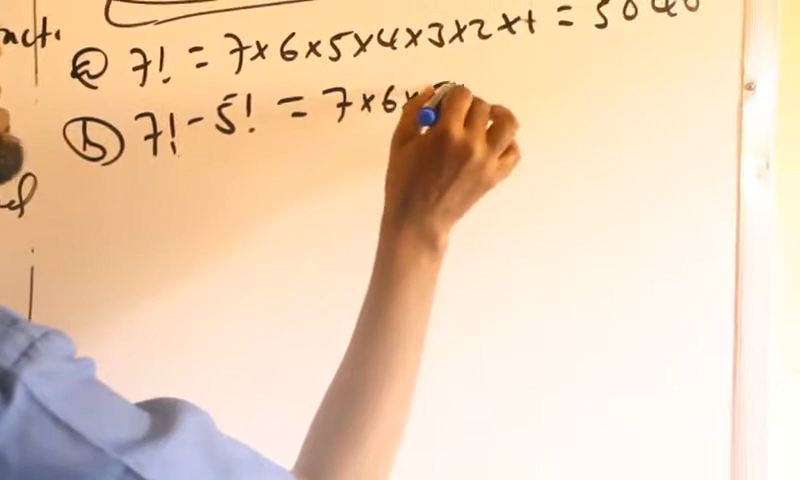 (a) 7! = 7×6×5×4×3×2×1 = 5040
(b) 7! - 5! = 7×6×